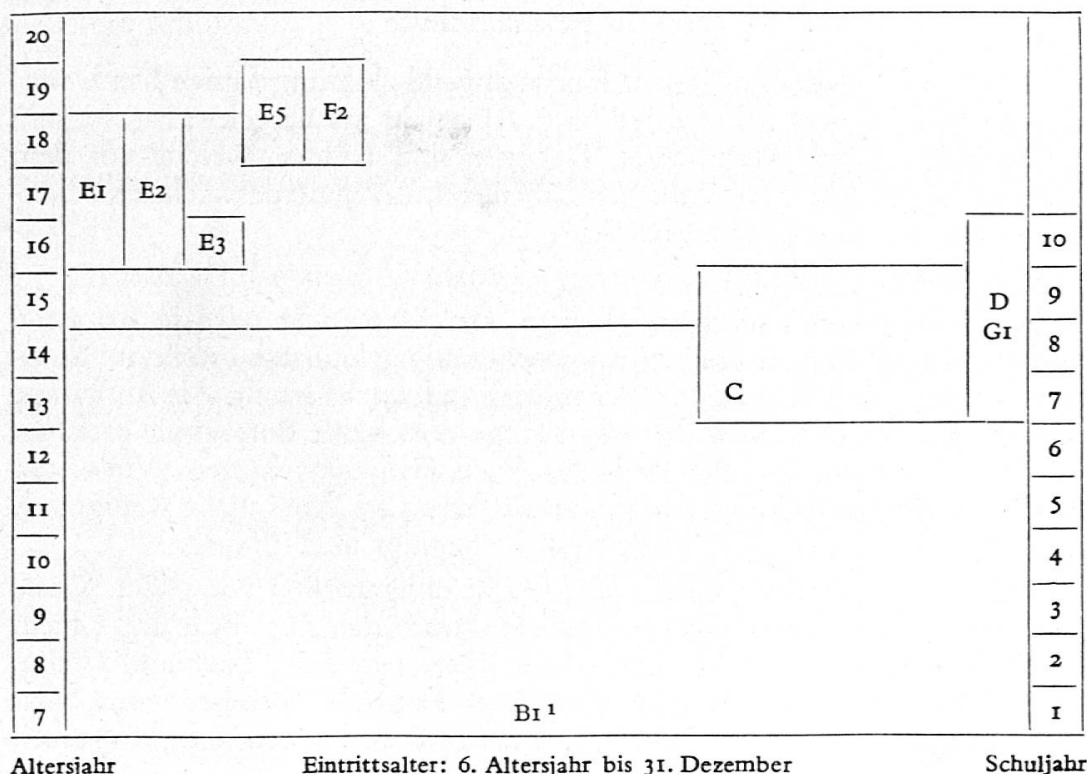 20
19 E5 F2
18
17 E1 E2
16 E3 10
15 9
D
14 G1 8
13 C 7
12 6
11 5
10 4
9 3
8 2
7 B1 ¹ 1
Altersjahr Eintrittsalter: 6. Altersjahr bis 31. Dezember Schuljahr